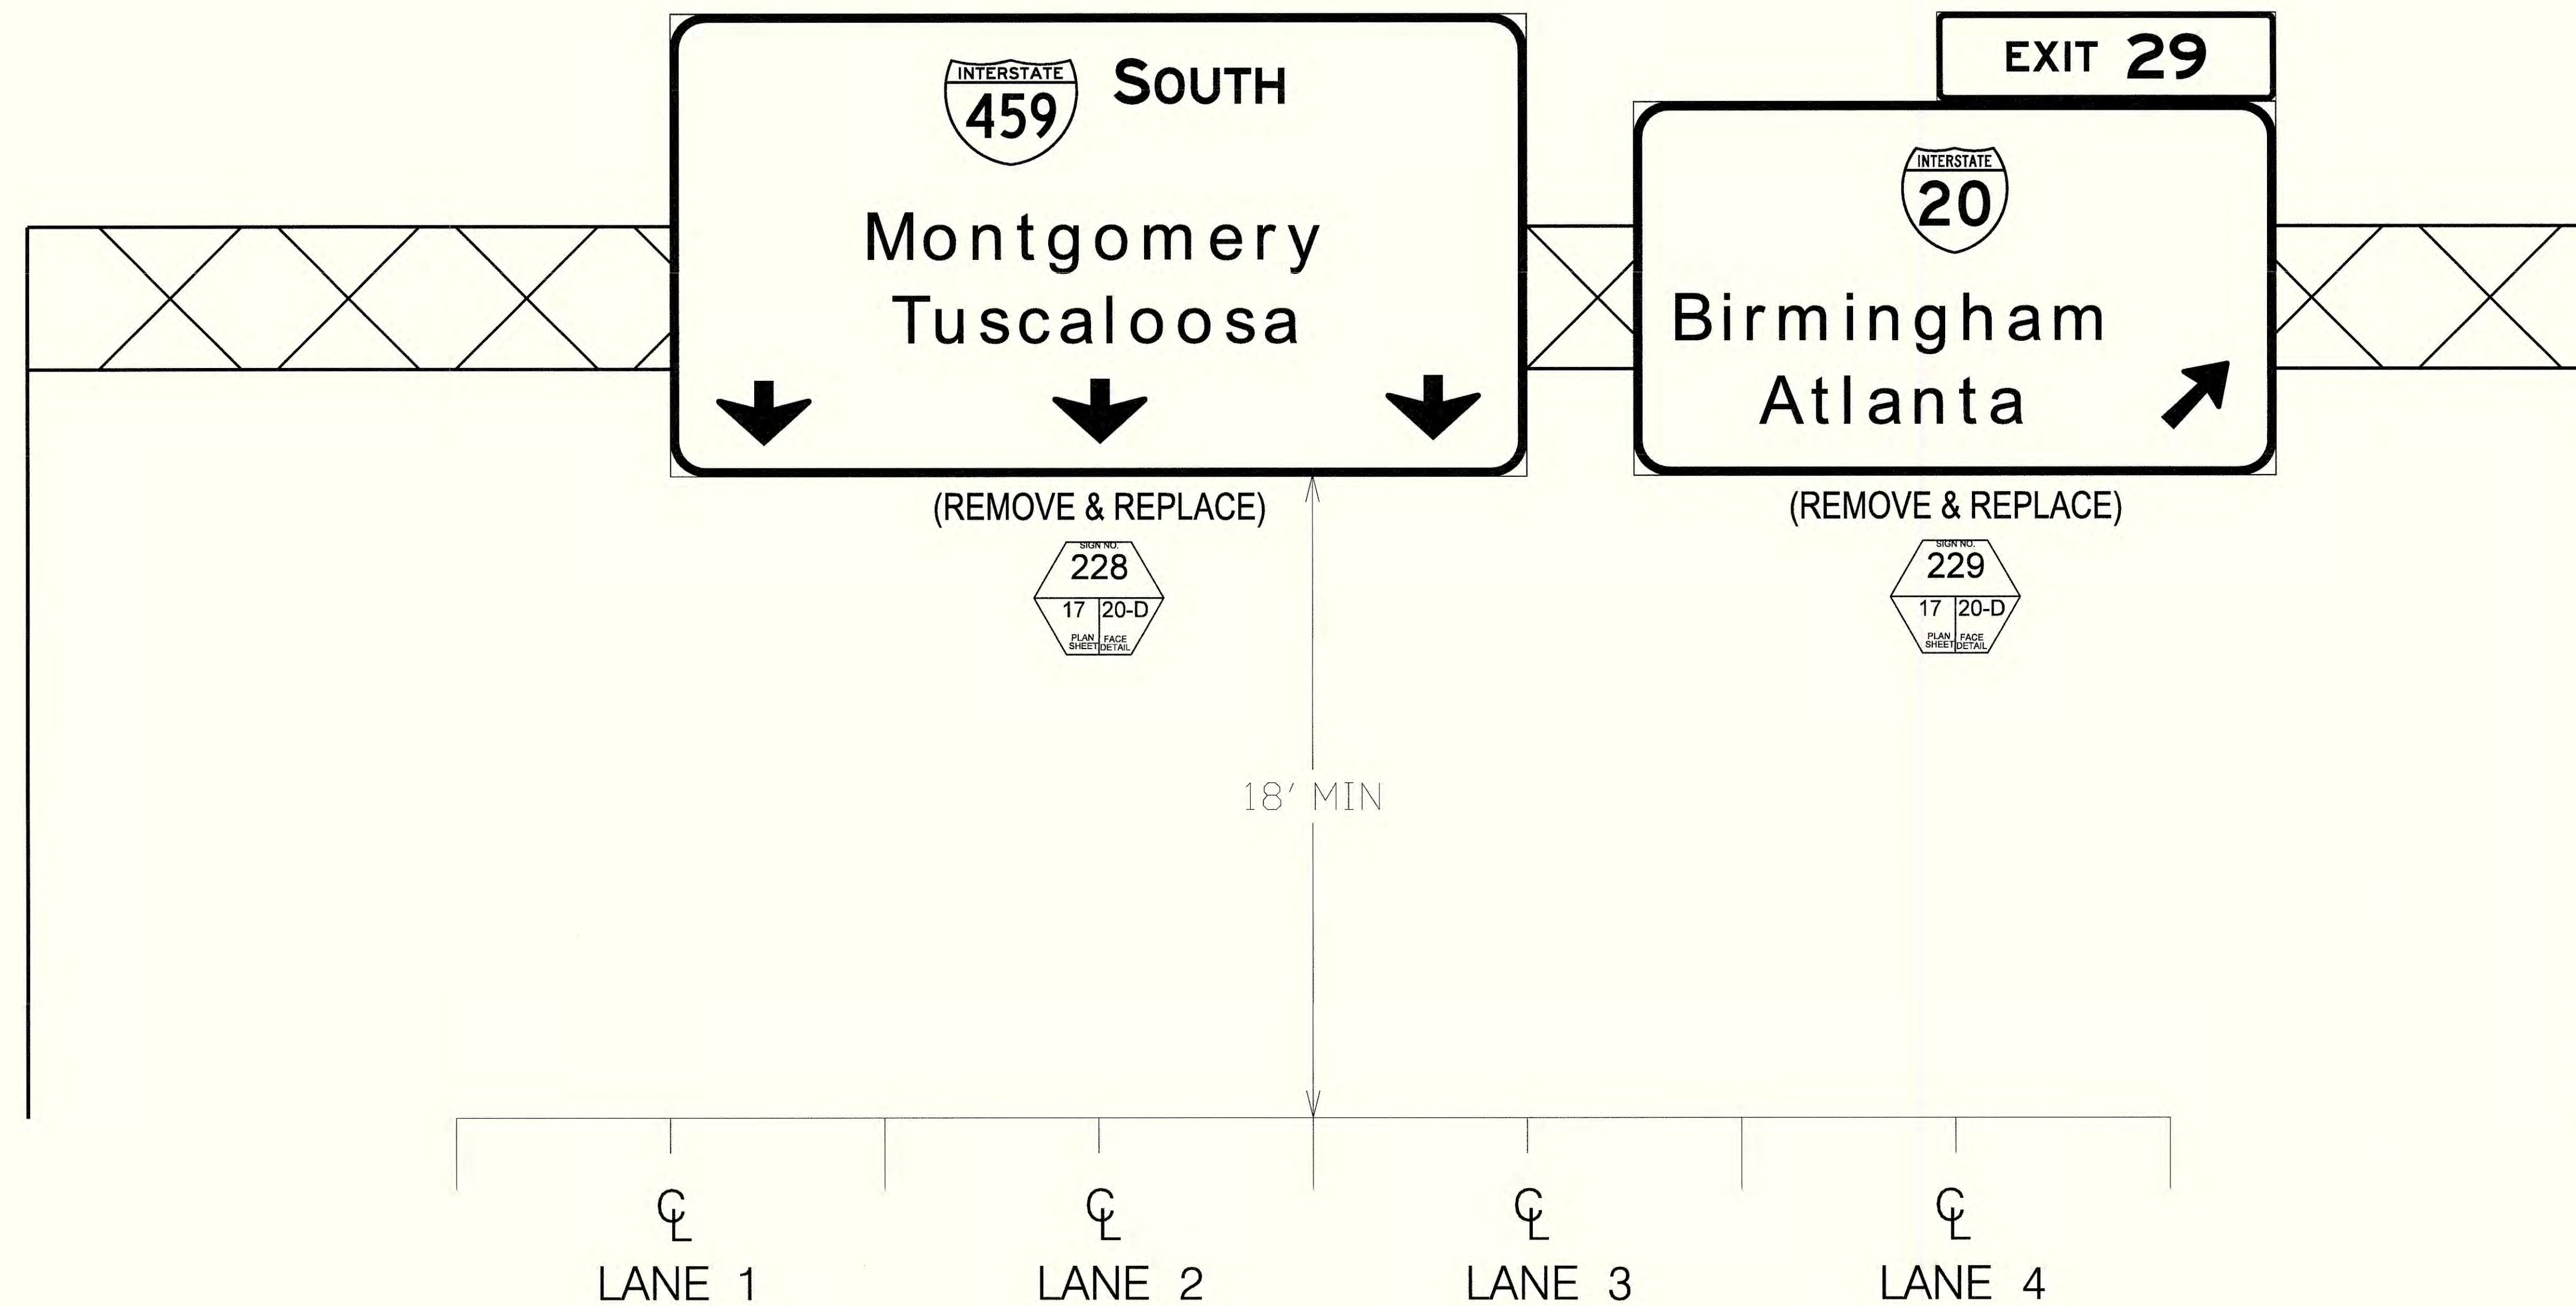 INTERSTATE
459
SOUTH
Montgomery
Tuscaloosa
(REMOVE & REPLACE)
SIGN NO.
228
17 20-D
PLAN SHEET FACE DETAIL
EXIT 29
INTERSTATE
20
Birmingham
Atlanta
(REMOVE & REPLACE)
SIGN NO.
229
17 20-D
PLAN SHEET FACE DETAIL
18' MIN
CL CL CL CL
LANE 1 LANE 2 LANE 3 LANE 4